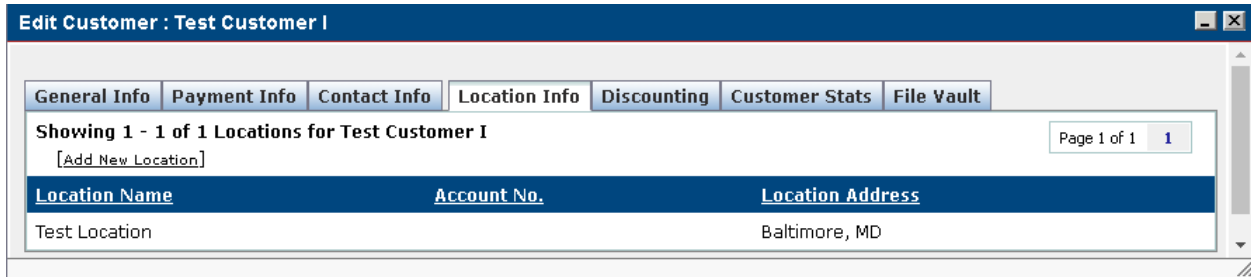 Edit Customer : Test Customer I
General Info Payment Info Contact Info Location Info Discounting Customer Stats File Vault
Showing 1 - 1 of 1 Locations for Test Customer I
Page 1 of 1 1
[Add New Location]
Location Name Account No. Location Address
Test Location Baltimore, MD